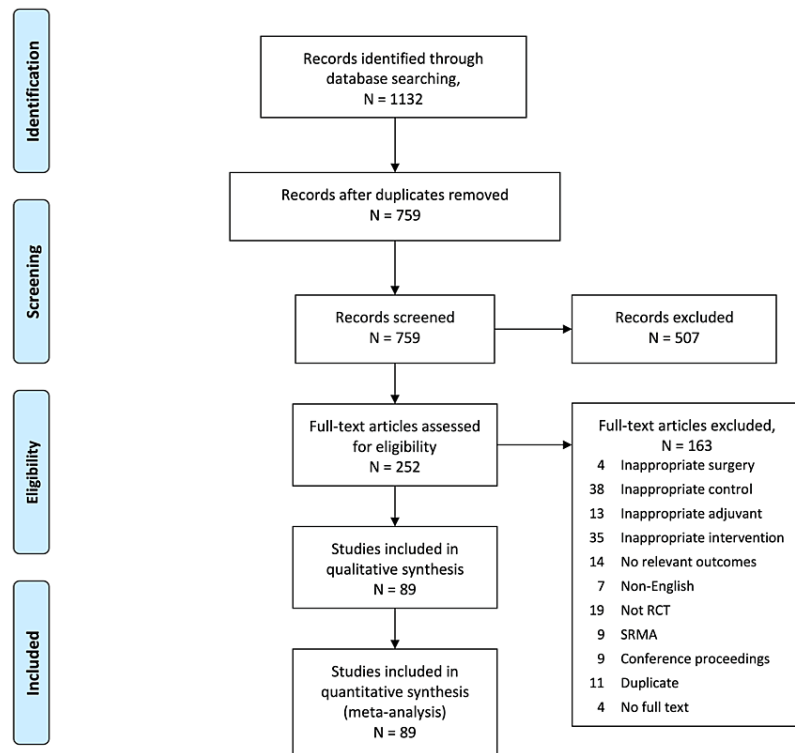 Identification
Records identified through
database searching,
N = 1132
Records after duplicates removed
N = 759
Screening
Records screened
N = 759
Records excluded
N = 507
Eligibility
Full-text articles assessed
for eligibility
N = 252
Full-text articles excluded,
N = 163
4 Inappropriate surgery
38 Inappropriate control
13 Inappropriate adjuvant
35 Inappropriate intervention
14 No relevant outcomes
7 Non-English
19 Not RCT
9 SRMA
9 Conference proceedings
11 Duplicate
4 No full text
Studies included in
qualitative synthesis
N = 89
Included
Studies included in
quantitative synthesis
(meta-analysis)
N = 89